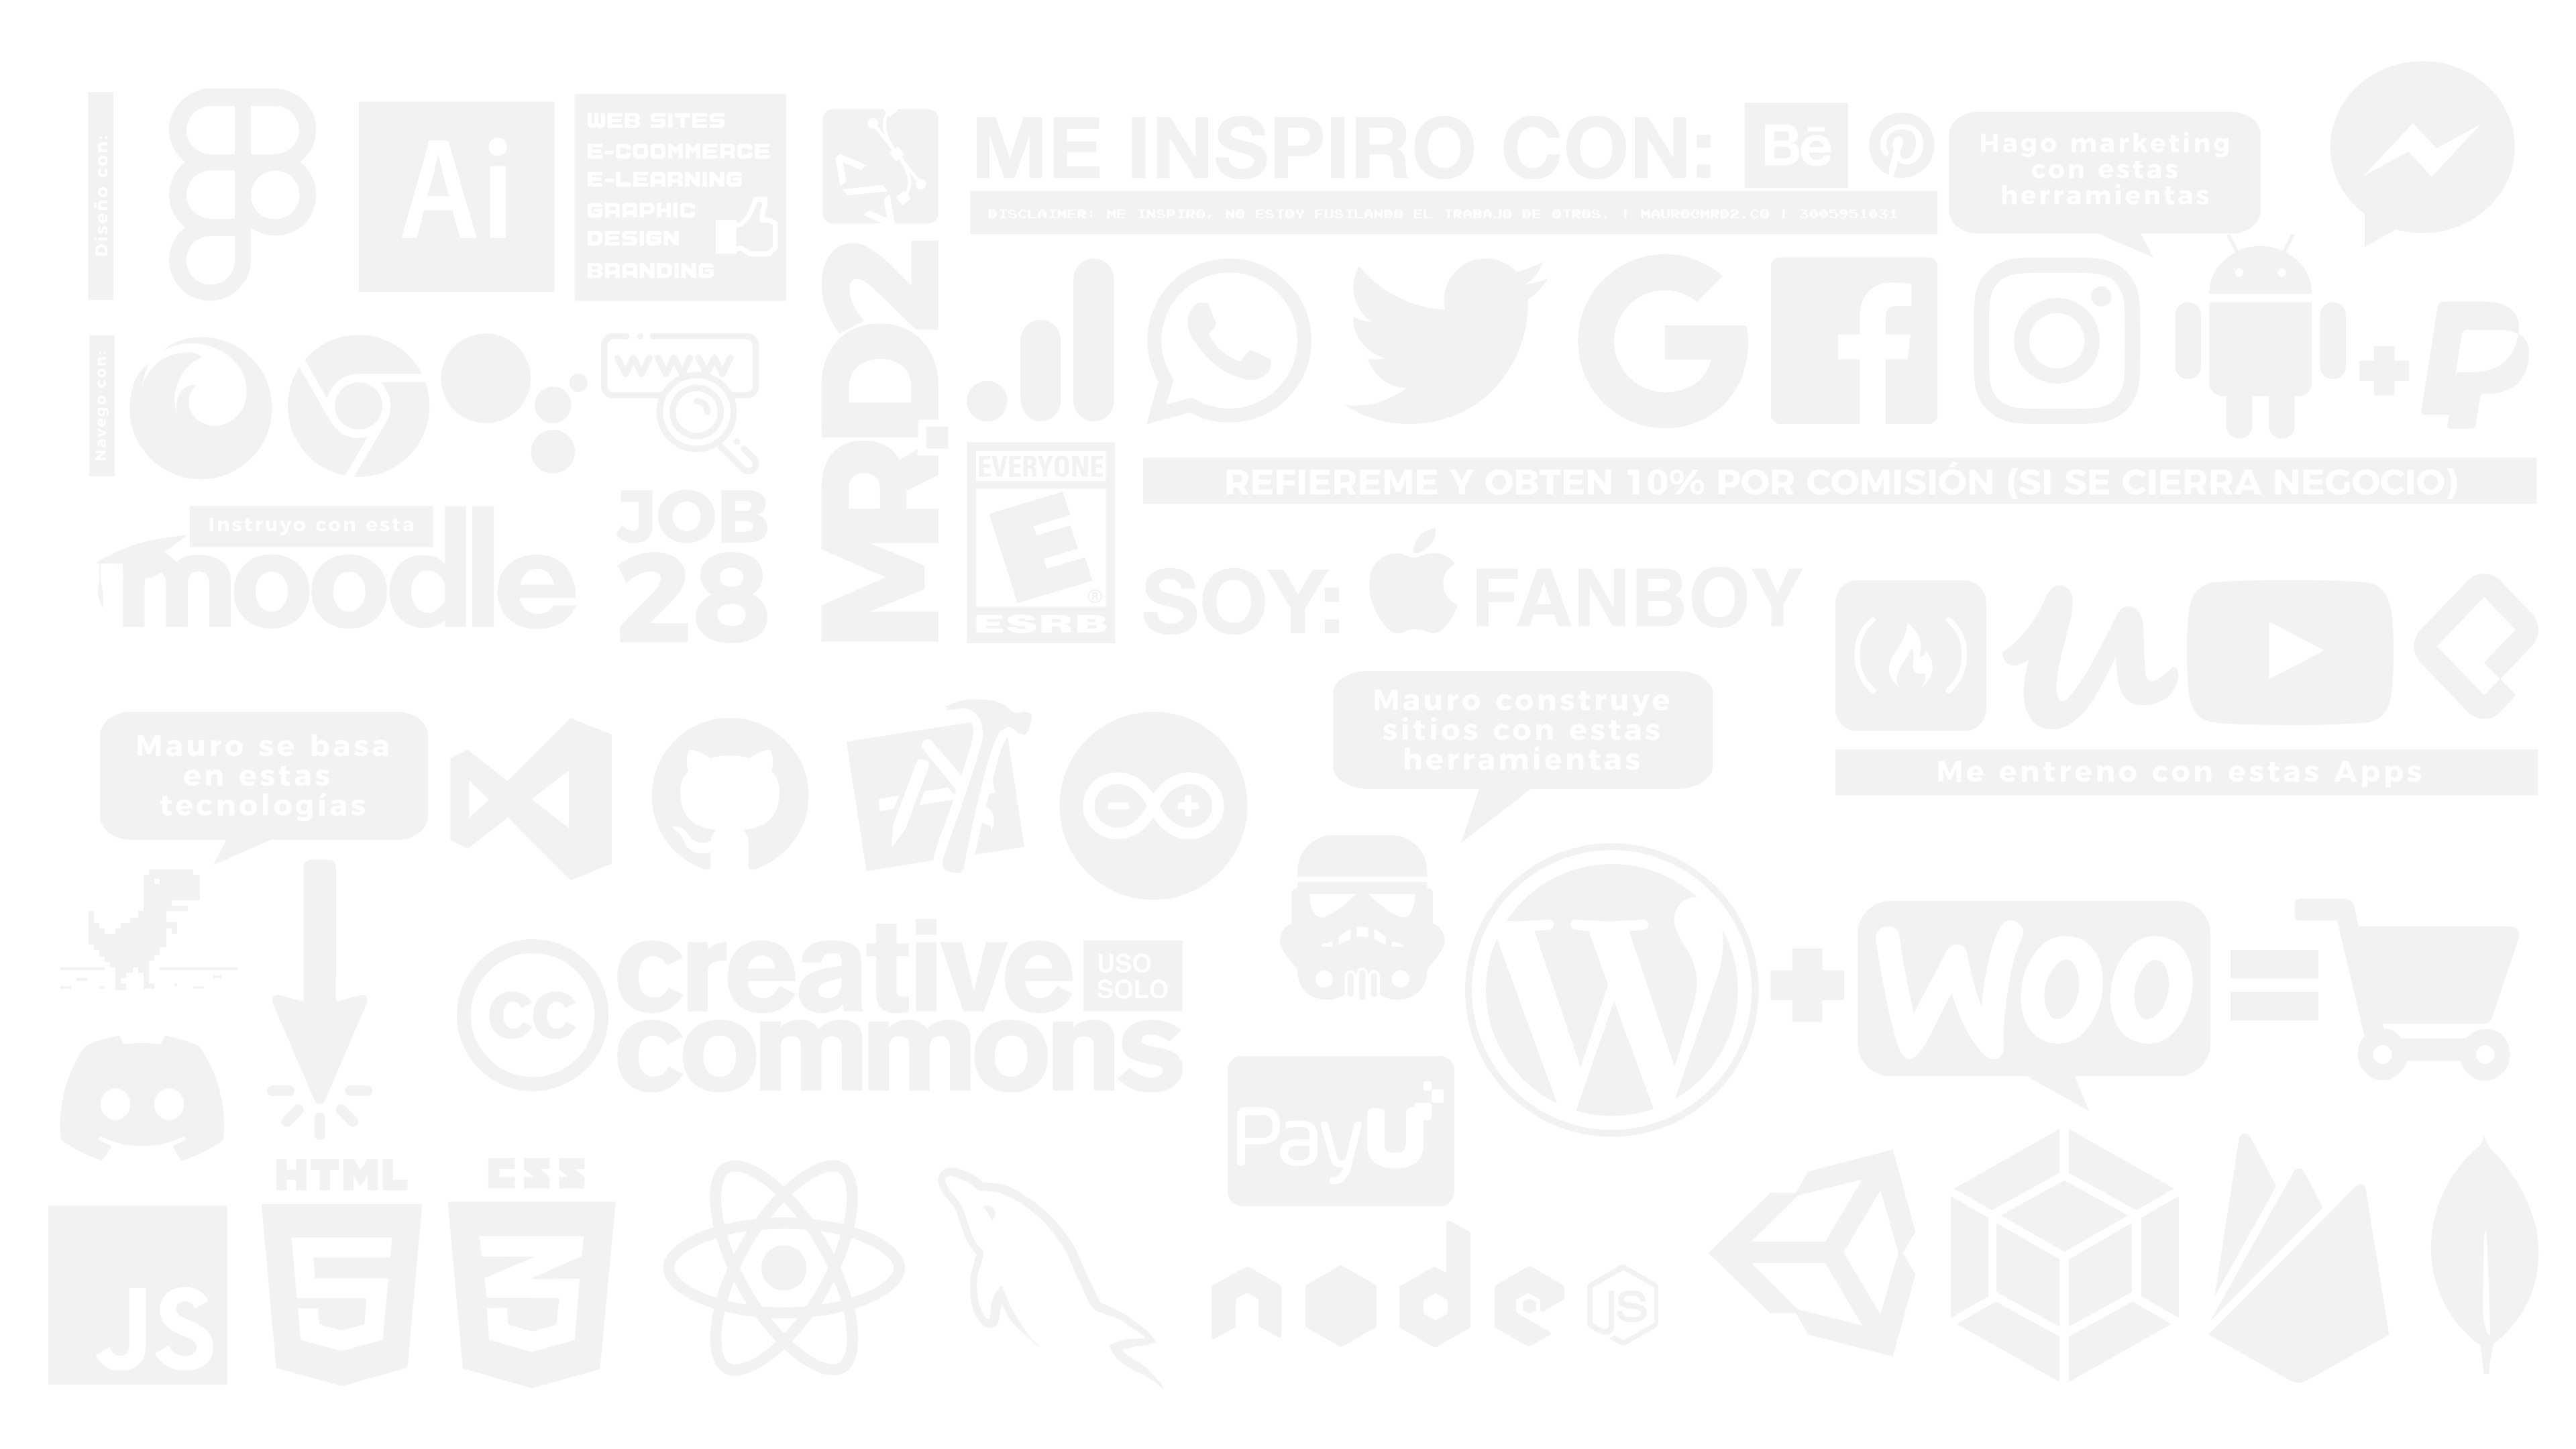 Diseño con:
Ai
WEB SITES
E-COOMMERCE
E-LEARNING
GRAPHIC
DESIGN
BRANDING
ME INSPIRO CON:
Bē
DISCLAIMER: ME INSPIRO, NO ESTOY FUSILANDO EL TRABAJO DE OTROS. | MAURO@MRD2.CO | 3005951031
Hago marketing
con estas
herramientas
Navego con:
www
MR.D2
REFIEREME Y OBTEN 10% POR COMISIÓN (SI SE CIERRA NEGOCIO)
Instruyo con esta
moodle
JOB
28
EVERYONE
E
®
ESRB
SOY:
FANBOY
Me entreno con estas Apps
Mauro se basa
en estas
tecnologías
Mauro construye
sitios con estas
herramientas
cc
creative
commons
USO
SOLO
W
+
WOO
=
PayU
HTML
5
CSS
3
JS
node
JS